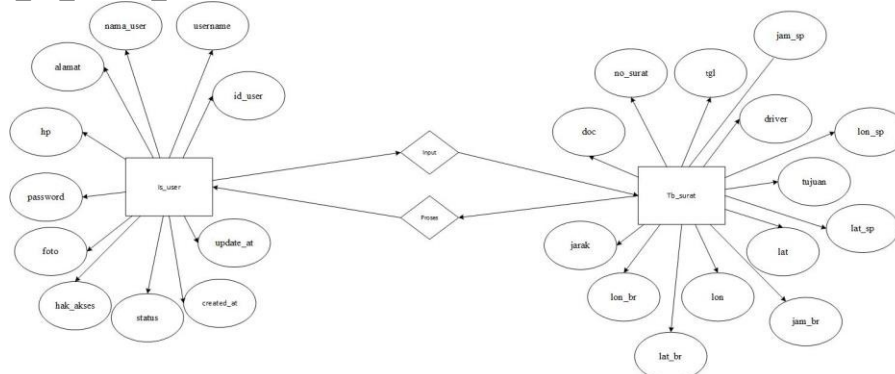 nama_user
username
jam_sp
alamat
no_surat
tgl
id_user
hp
doc
driver
lon_sp
Input
is_user
Tb_surat
tujuan
password
Proses
lat_sp
foto
update_at
jarak
lat
hak_akses
status
created_at
lon_br
lon
jam_br
lat_br